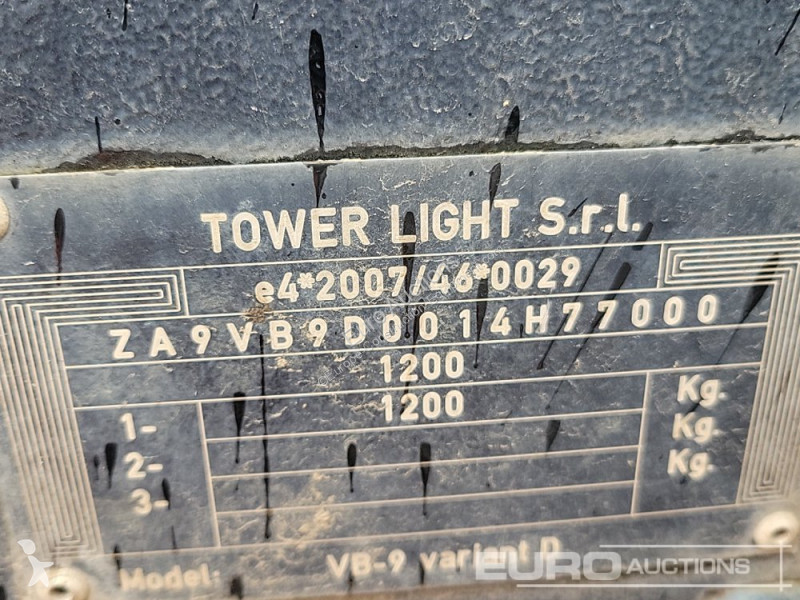 TOWER LIGHT S.r.l.
e4*2007/46*0029
ZA9VB9D0014H77000
1200
1- 1200 Kg.
2- Kg.
3- Kg.
Model: VB-9 variant D
EURO AUCTIONS